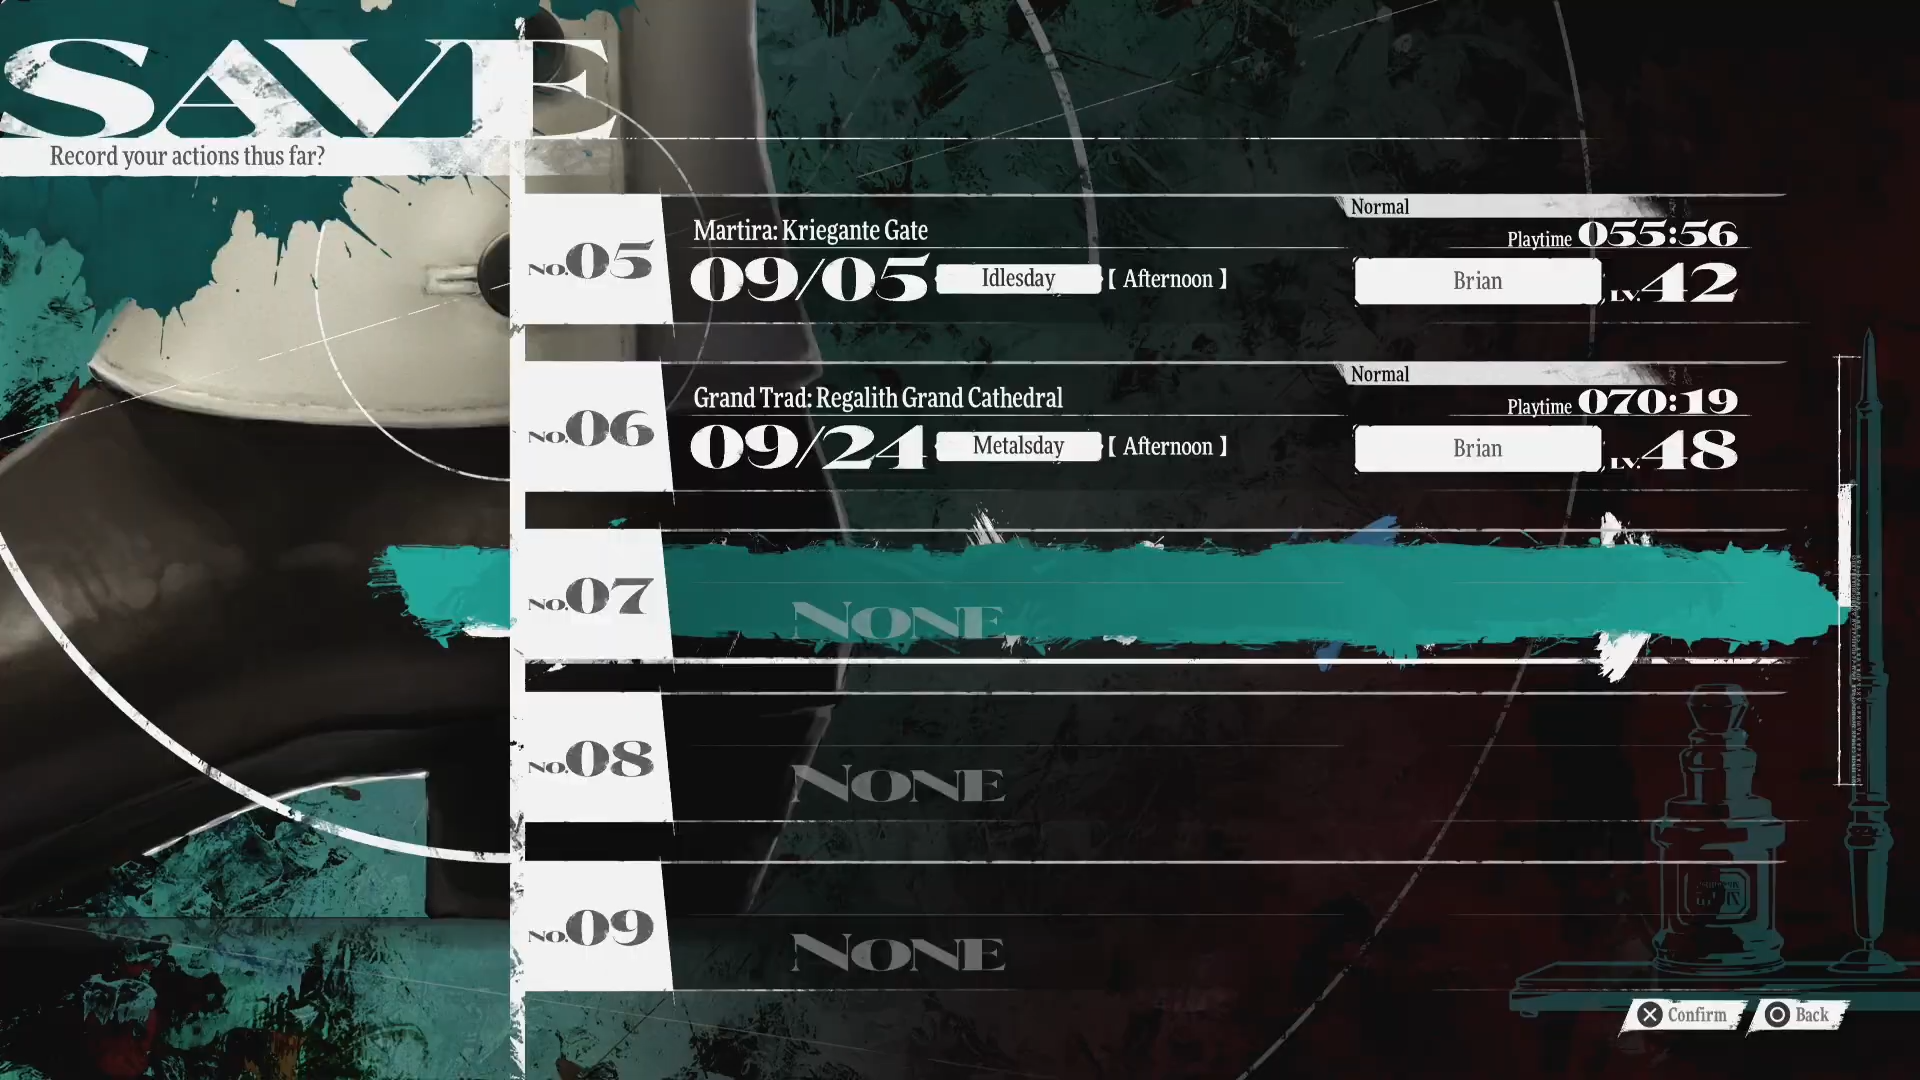 SAVE
Record your actions thus far?
No.05
Martira: Kriegante Gate
09/05 Idlesday [ Afternoon ]
Normal
Playtime 055:56
Brian LV.42
No.06
Grand Trad: Regalith Grand Cathedral
09/24 Metalsday [ Afternoon ]
Normal
Playtime 070:19
Brian LV.48
No.07
NONE
No.08
NONE
No.09
NONE
Confirm Back